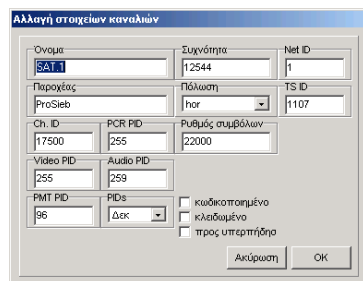 Αλλαγή στοιχείων καναλιών
Όνομα Συχνότητα Net ID
SAT.1 12544 1
Παροχέας Πόλωση TS ID
ProSieb hor 1107
Ch. ID PCR PID Ρυθμός συμβόλων
17500 255 22000
Video PID Audio PID
255 259
PMT PID PIDs
96 Δεκ
κωδικοποιημένο
κλειδωμένο
προς υπερπήδησ
Ακύρωση OK